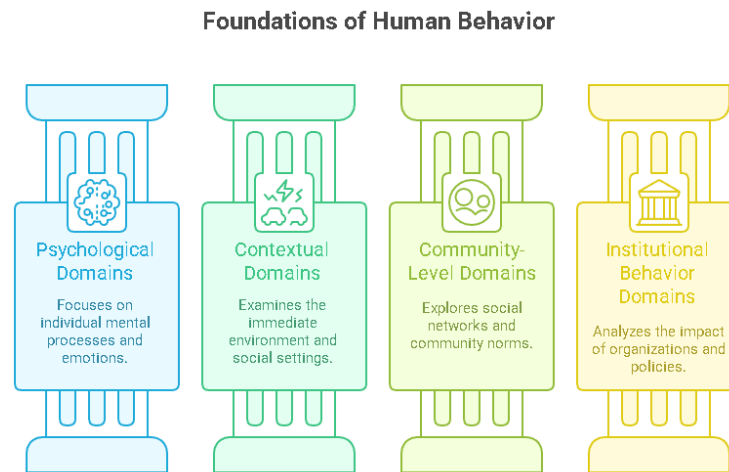 Foundations of Human Behavior
Psychological
Domains
Focuses on
individual mental
processes and
emotions.
Contextual
Domains
Examines the
immediate
environment and
social settings.
Community-
Level Domains
Explores social
networks and
community norms.
Institutional
Behavior
Domains
Analyzes the impact
of organizations and
policies.